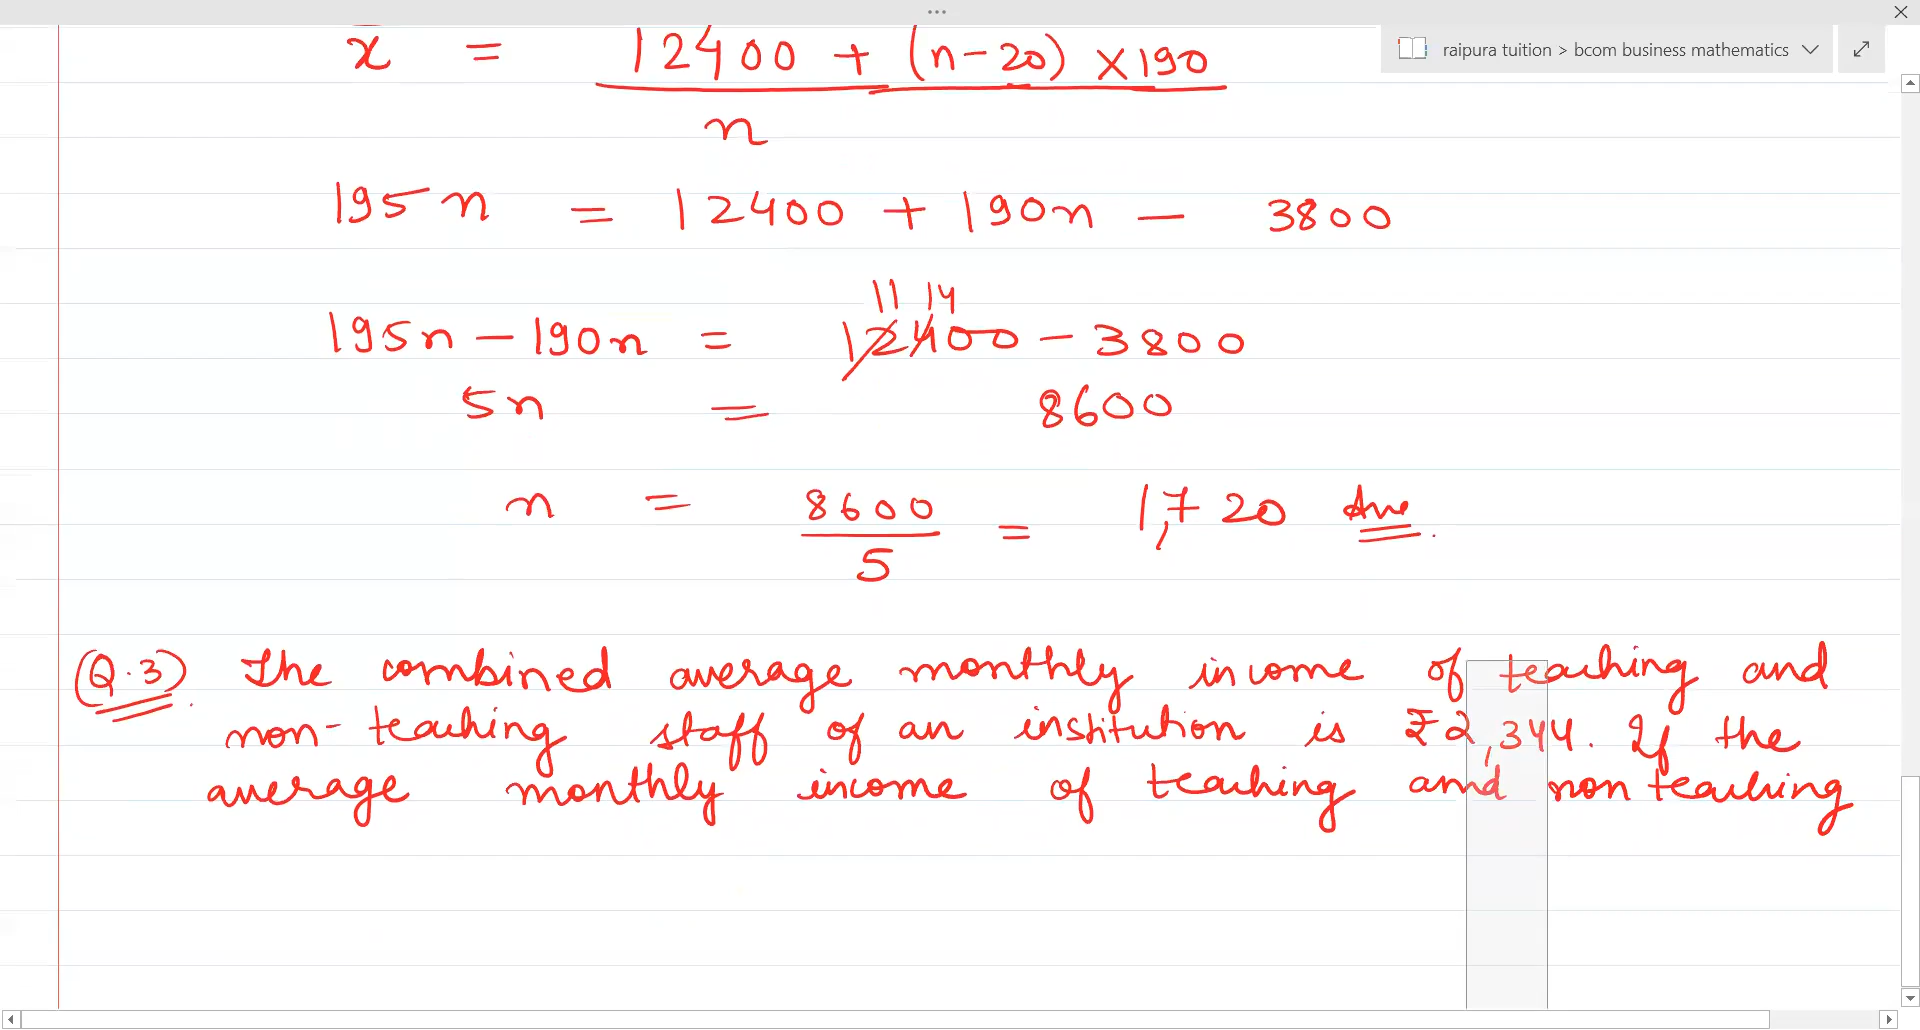 raipura tuition > bcom business mathematics
x = 12400 + (n-20) ×190
n
195n = 12400 + 190n - 3800
11 14
195n - 190n = 12400 - 3800
5n = 8600
n = 8600 = 1,720 Ans.
5
(Q.3). The combined average monthly income of teaching and
non-teaching staff of an institution is ₹2,344. If the
average monthly income of teaching and non teaching